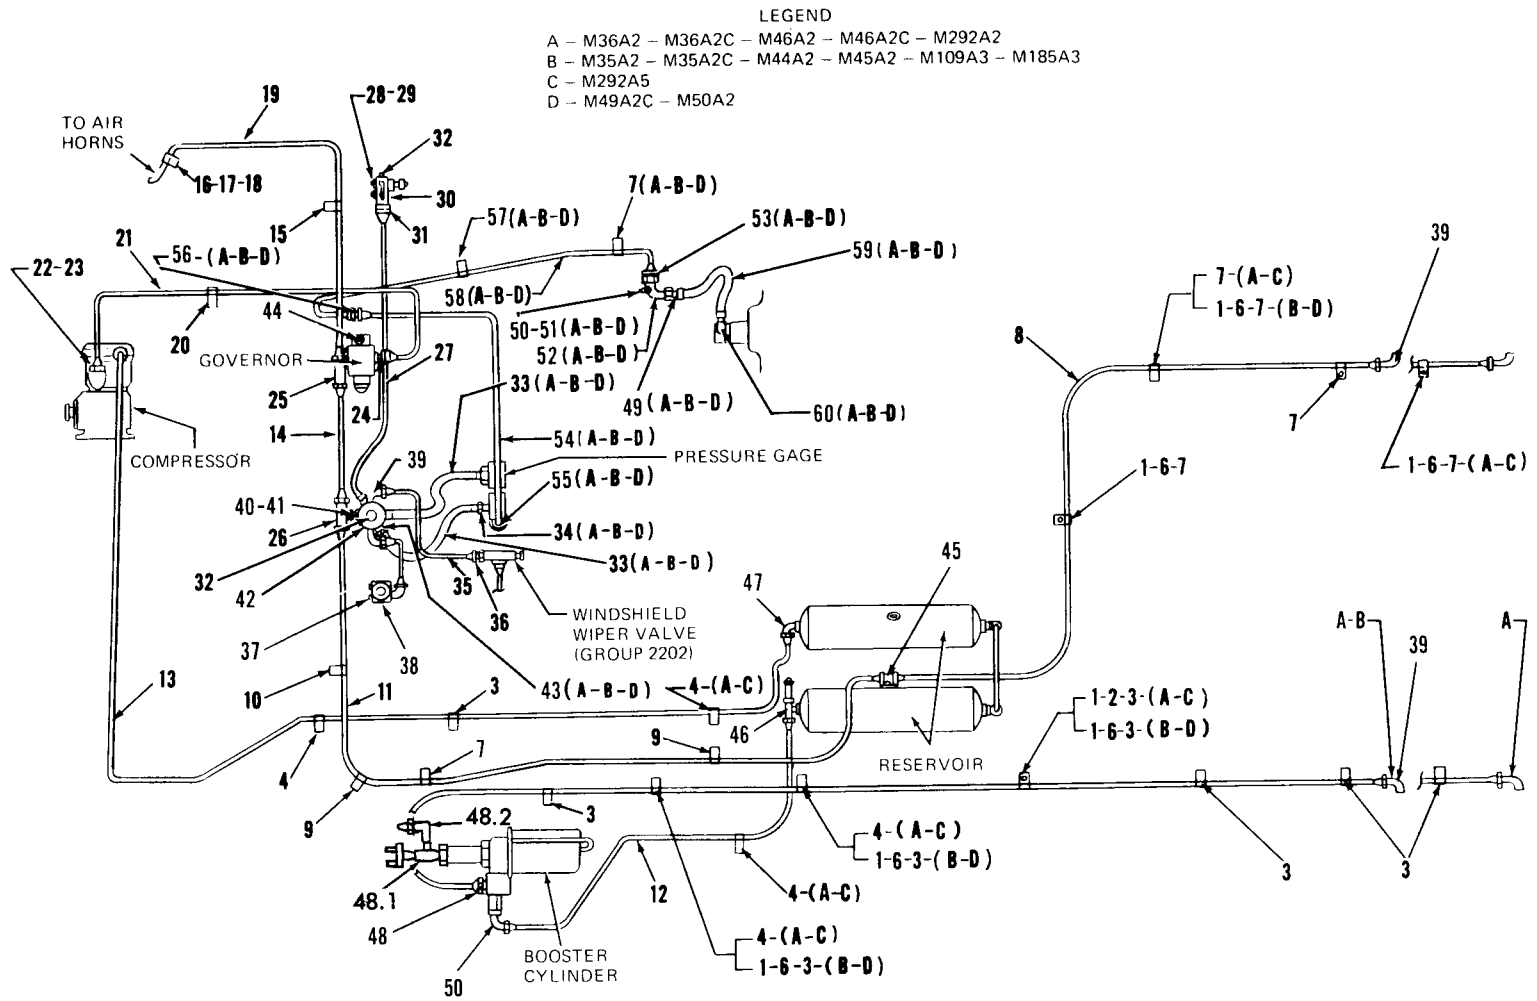 LEGEND
A – M36A2 – M36A2C – M46A2 – M46A2C – M292A2
B – M35A2 – M35A2C – M44A2 – M45A2 – M109A3 – M185A3
C – M292A5
D – M49A2C – M50A2
19
28-29
TO AIR
HORNS
32
16-17-18
30
7(A-B-D)
57(A-B-D)
53(A-B-D)
15
31
39
21
56-(A-B-D)
59(A-B-D)
22-23
7-(A-C)
1-6-7-(B-D)
58(A-B-D)
44
50-51(A-B-D)
20
27
8
GOVERNOR
52(A-B-D)
33(A-B-D)
25
49(A-B-D)
60(A-B-D)
24
7
14
54(A-B-D)
COMPRESSOR
PRESSURE GAGE
1-6-7-(A-C)
39
55(A-B-D)
1-6-7
40-41
26
34(A-B-D)
33(A-B-D)
45
32
35
47
42
36
WINDSHIELD
WIPER VALVE
(GROUP 2202)
A-B
A
37
38
39
13
10
11
43(A-B-D)
3
4-(A-C)
1-2-3-(A-C)
1-6-3-(B-D)
46
9
4
7
RESERVOIR
9
3
48.2
4-(A-C)
1-6-3-(B-D)
3
3
48.1
12
4-(A-C)
48
4-(A-C)
1-6-3-(B-D)
BOOSTER
CYLINDER
50